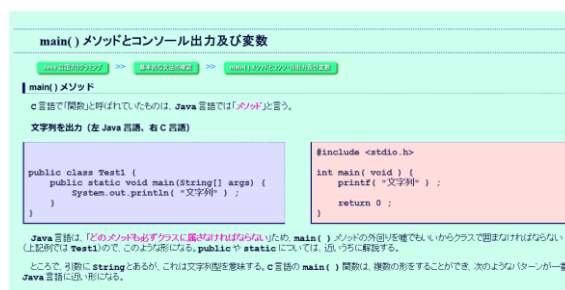 main( ) メソッドとコンソール出力及び変数
Java 言語プログラミング >> 基本的な文法の確認 >> main( )メソッドとコンソール出力及び変数
main( ) メソッド
C 言語で「関数」と呼ばれていたものは、Java 言語では「メソッド」と言う。
文字列を出力（左 Java 言語、右 C 言語）
public class Test1 {
public static void main(String[] args) {
System.out.println( "文字列" ) ;
}
}
#include <stdio.h>
int main( void ) {
printf( "文字列" ) ;
return 0 ;
}
Java 言語は、「どのメソッドも必ずクラスに属さなければならない」ため、main( ) メソッドの外回りを嘘でもいいからクラスで囲まなければならない
（上記例では Test1)ので、このような形になる。public や static については、近いうちに解説する。
ところで、引数に String とあるが、これは文字列型を意味する。C 言語の main( ) 関数は、複数の形をすることができ、次のようなパターンが一番
Java 言語に近い形になる。